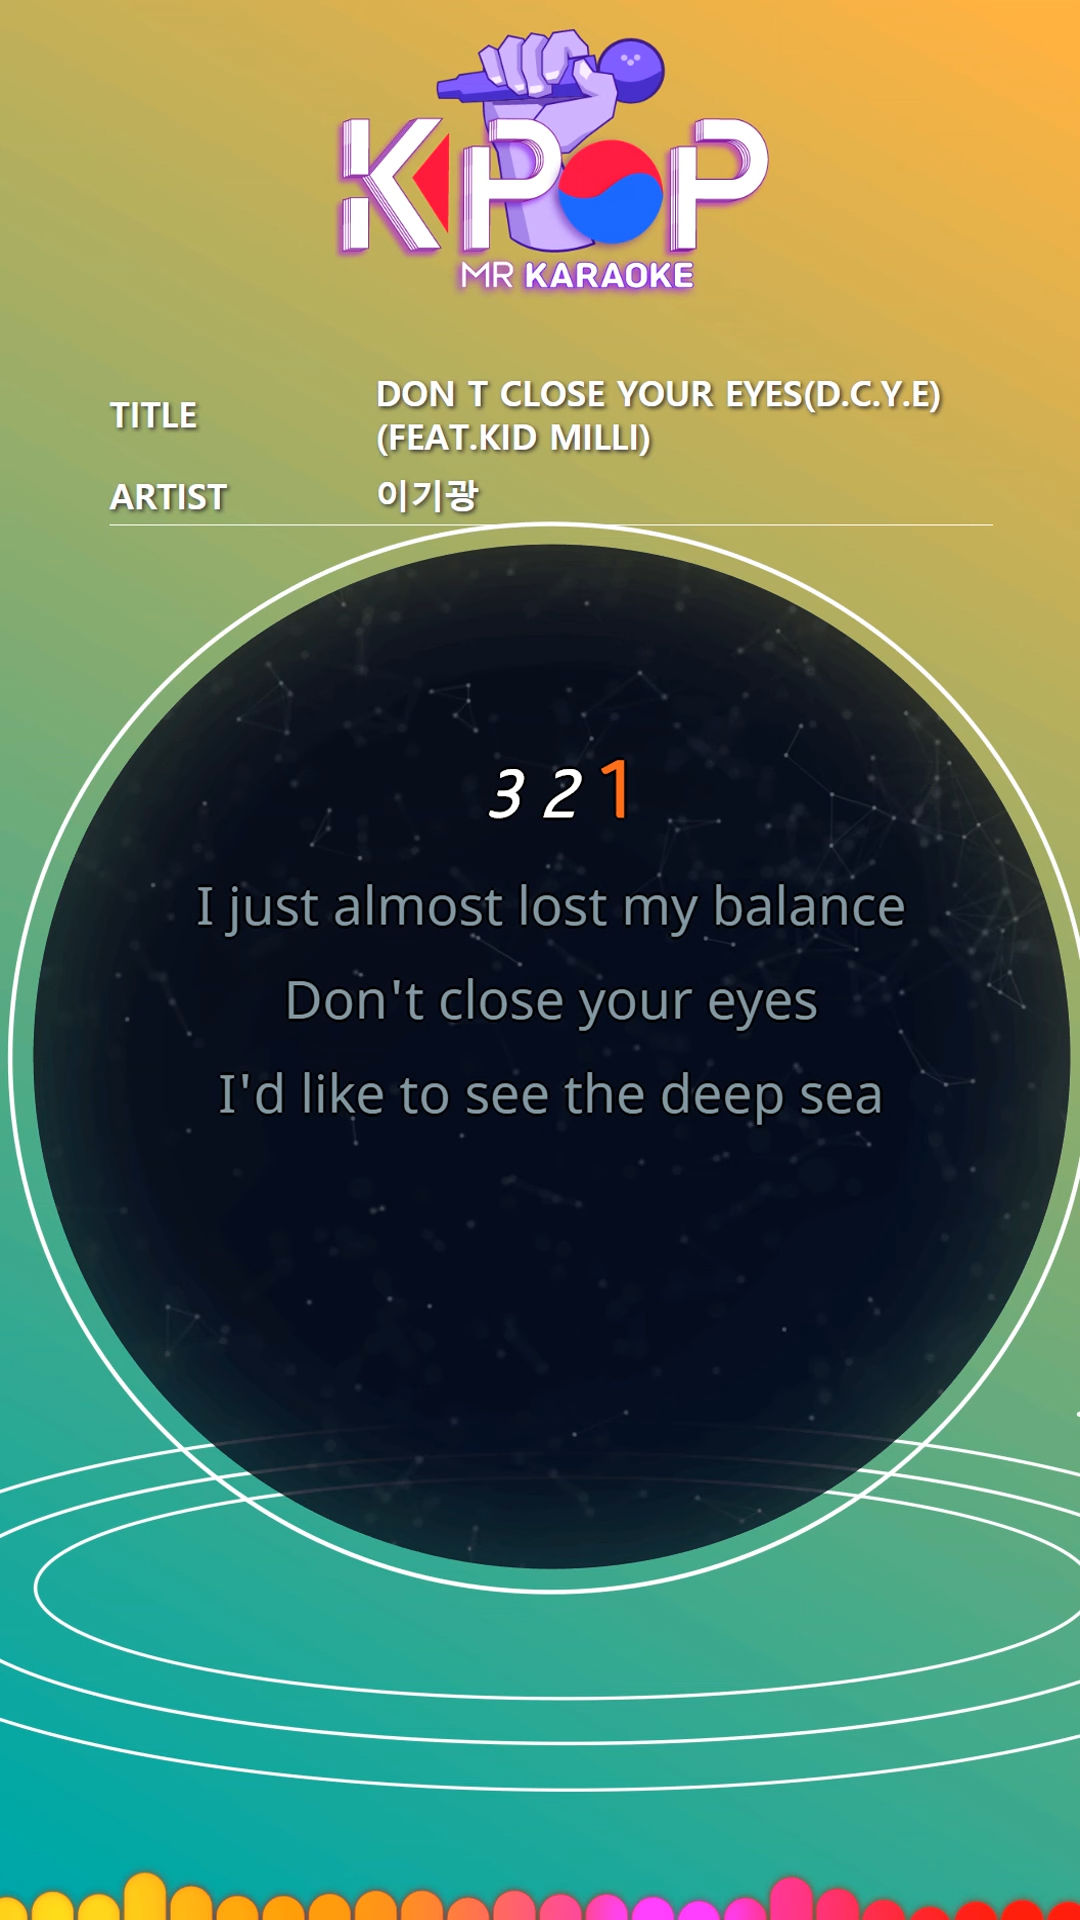 KPOP
MR KARAOKE
TITLE
DON T CLOSE YOUR EYES(D.C.Y.E)
(FEAT.KID MILLI)
ARTIST
이기광
3 2 1
I just almost lost my balance
Don't close your eyes
I'd like to see the deep sea